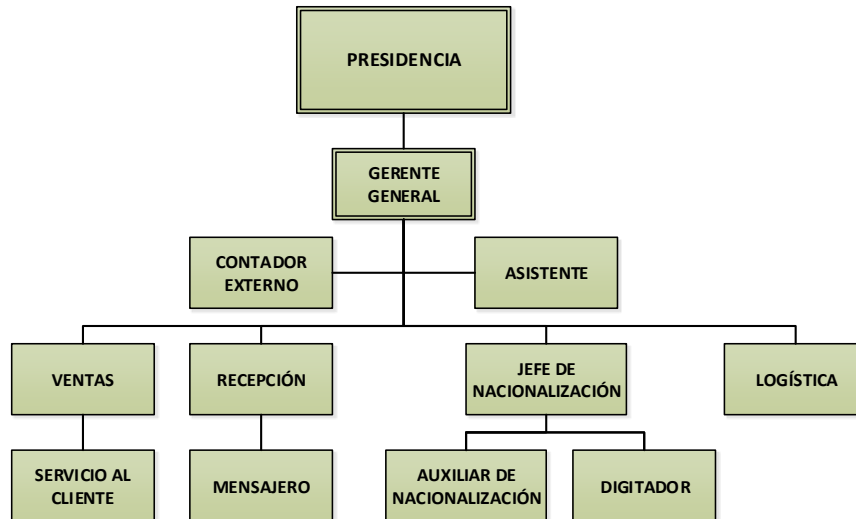 PRESIDENCIA
GERENTE
GENERAL
CONTADOR
EXTERNO
ASISTENTE
VENTAS
RECEPCIÓN
JEFE DE
NACIONALIZACIÓN
LOGÍSTICA
SERVICIO AL
CLIENTE
MENSAJERO
AUXILIAR DE
NACIONALIZACIÓN
DIGITADOR